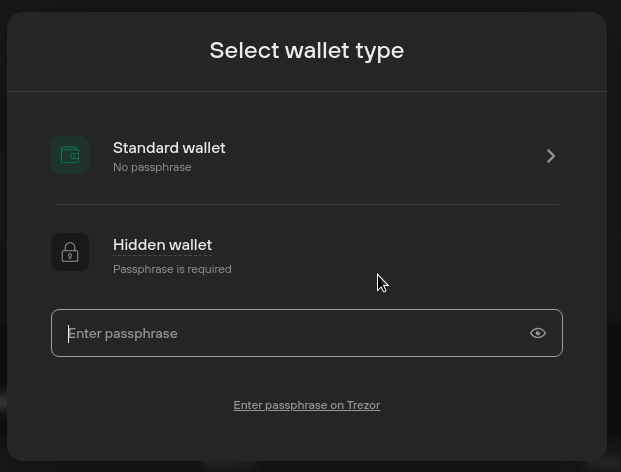 Select wallet type
Standard wallet
No passphrase
Hidden wallet
Passphrase is required
Enter passphrase
Enter passphrase on Trezor